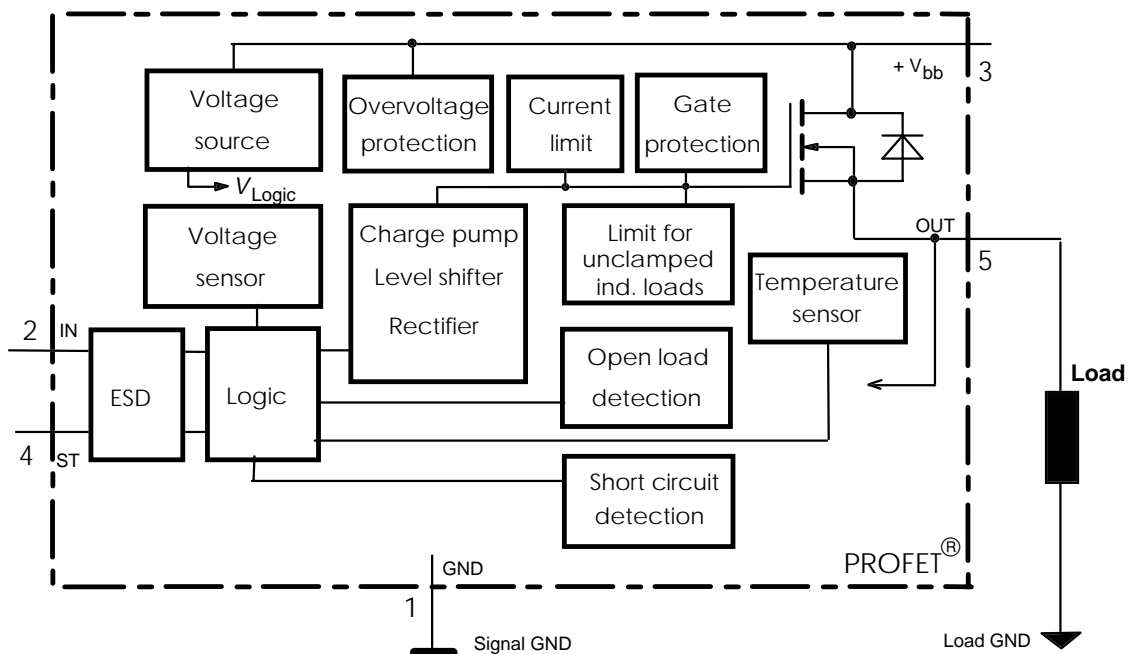 + Vbb
3
Voltage
source
Overvoltage
protection
Current
limit
Gate
protection
VLogic
Voltage
sensor
Charge pump
Level shifter
Rectifier
Limit for
unclamped
ind. loads
OUT
5
Temperature
sensor
2
IN
ESD
Logic
Open load
detection
Load
4
ST
Short circuit
detection
PROFET®
GND
1
Signal GND
Load GND